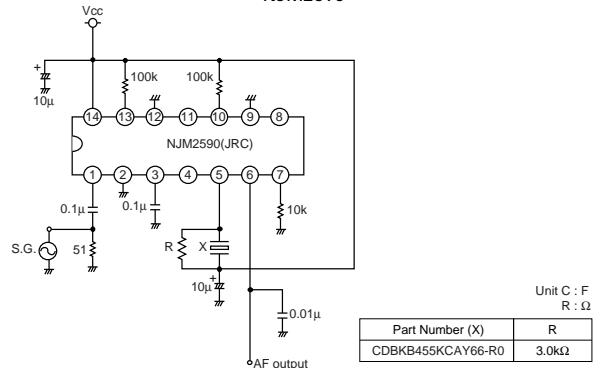 Vcc
+
10µ
100k
100k
14
13
12
11
10
9
8
NJM2590(JRC)
1
2
3
4
5
6
7
0.1µ
0.1µ
10k
S.G.
51
R
X
+
10µ
0.01µ
AF output
Unit C : F
R : Ω
Part Number (X) R
CDBKB455KCAY66-R0 3.0kΩ